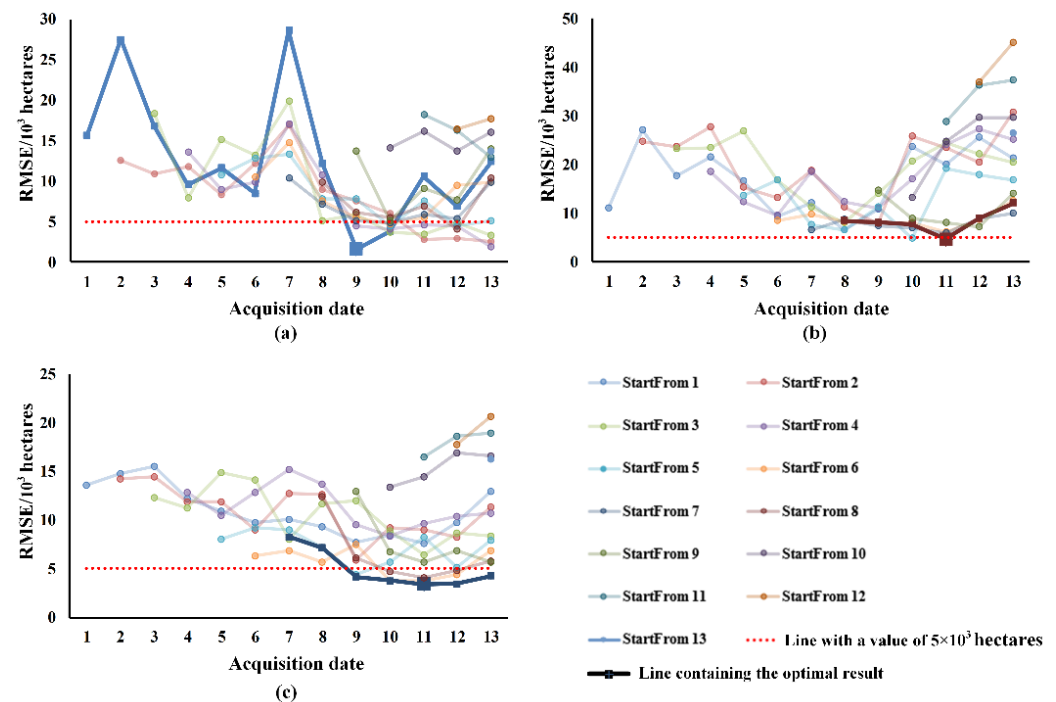 30
25
20
15
10
5
0
RMSE/10³ hectares
1 2 3 4 5 6 7 8 9 10 11 12 13
Acquisition date
(a)
50
40
30
20
10
0
RMSE/10³ hectares
1 2 3 4 5 6 7 8 9 10 11 12 13
Acquisition date
(b)
25
20
15
10
5
0
RMSE/10³ hectares
1 2 3 4 5 6 7 8 9 10 11 12 13
Acquisition date
(c)
StartFrom 1 StartFrom 2
StartFrom 3 StartFrom 4
StartFrom 5 StartFrom 6
StartFrom 7 StartFrom 8
StartFrom 9 StartFrom 10
StartFrom 11 StartFrom 12
StartFrom 13 Line with a value of 5×10³ hectares
Line containing the optimal result